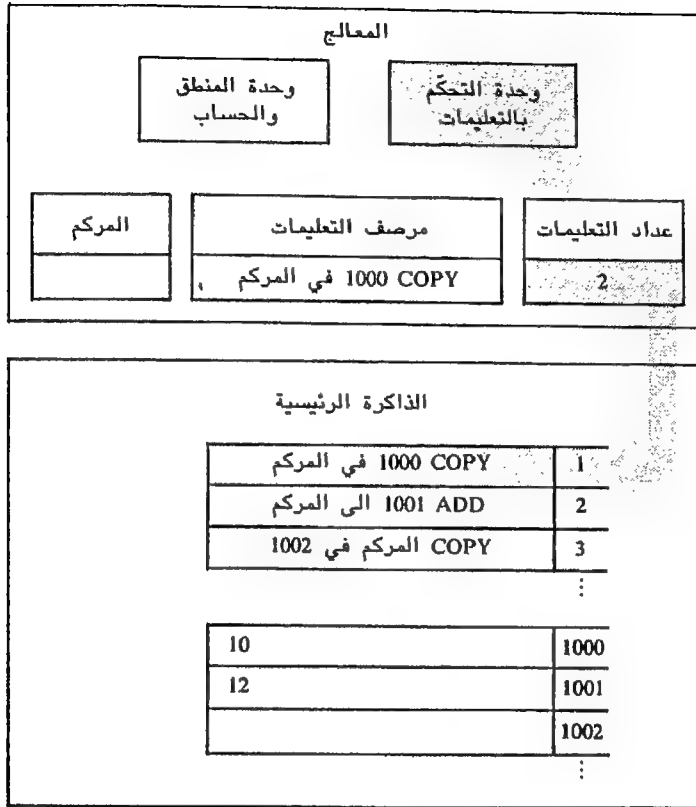 المعالج
وحدة التحكّم
بالتعليمات
وحدة المنطق
والحساب
عداد التعليمات
2
مرصف التعليمات
1000 COPY في المركم
المركم
الذاكرة الرئيسية
1 1000 COPY في المركم
2 1001 ADD الى المركم
3 COPY المركم في 1002
1000 10
1001 12
1002